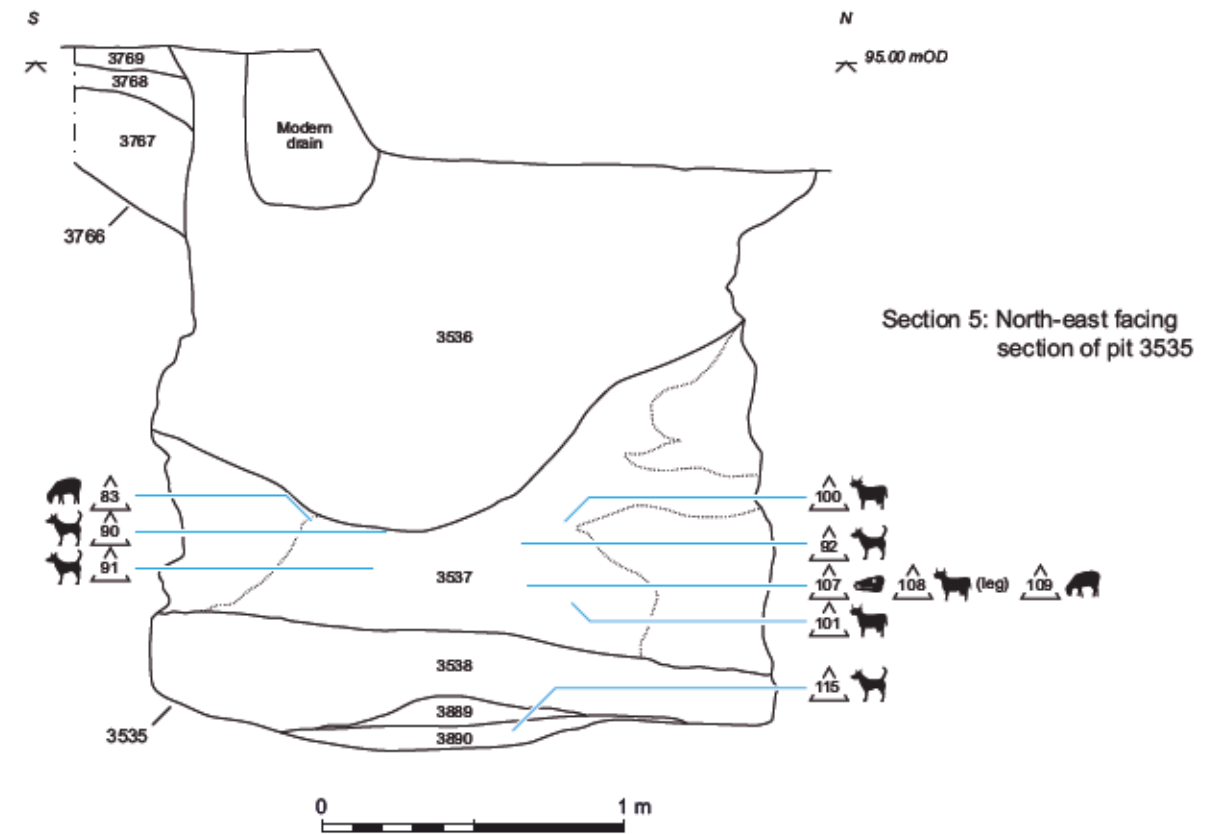 S
N
95.00 mOD
3769
3768
3767
Modern
drain
3766
3536
Section 5: North-east facing
section of pit 3535
83
100
90
92
91
3537
107 108 (leg) 109
101
3538
115
3889
3535
3890
0 1 m